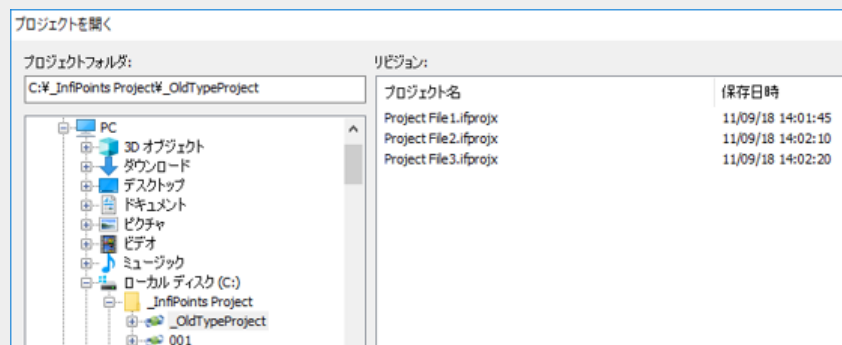 プロジェクトを開く
プロジェクトフォルダ:
C:¥_InfiPoints Project¥_OldTypeProject
PC
3D オブジェクト
ダウンロード
デスクトップ
ドキュメント
ピクチャ
ビデオ
ミュージック
ローカル ディスク (C:)
_InfiPoints Project
_OldTypeProject
001
リビジョン:
プロジェクト名 保存日時
Project File1.ifprojx 11/09/18 14:01:45
Project File2.ifprojx 11/09/18 14:02:10
Project File3.ifprojx 11/09/18 14:02:20